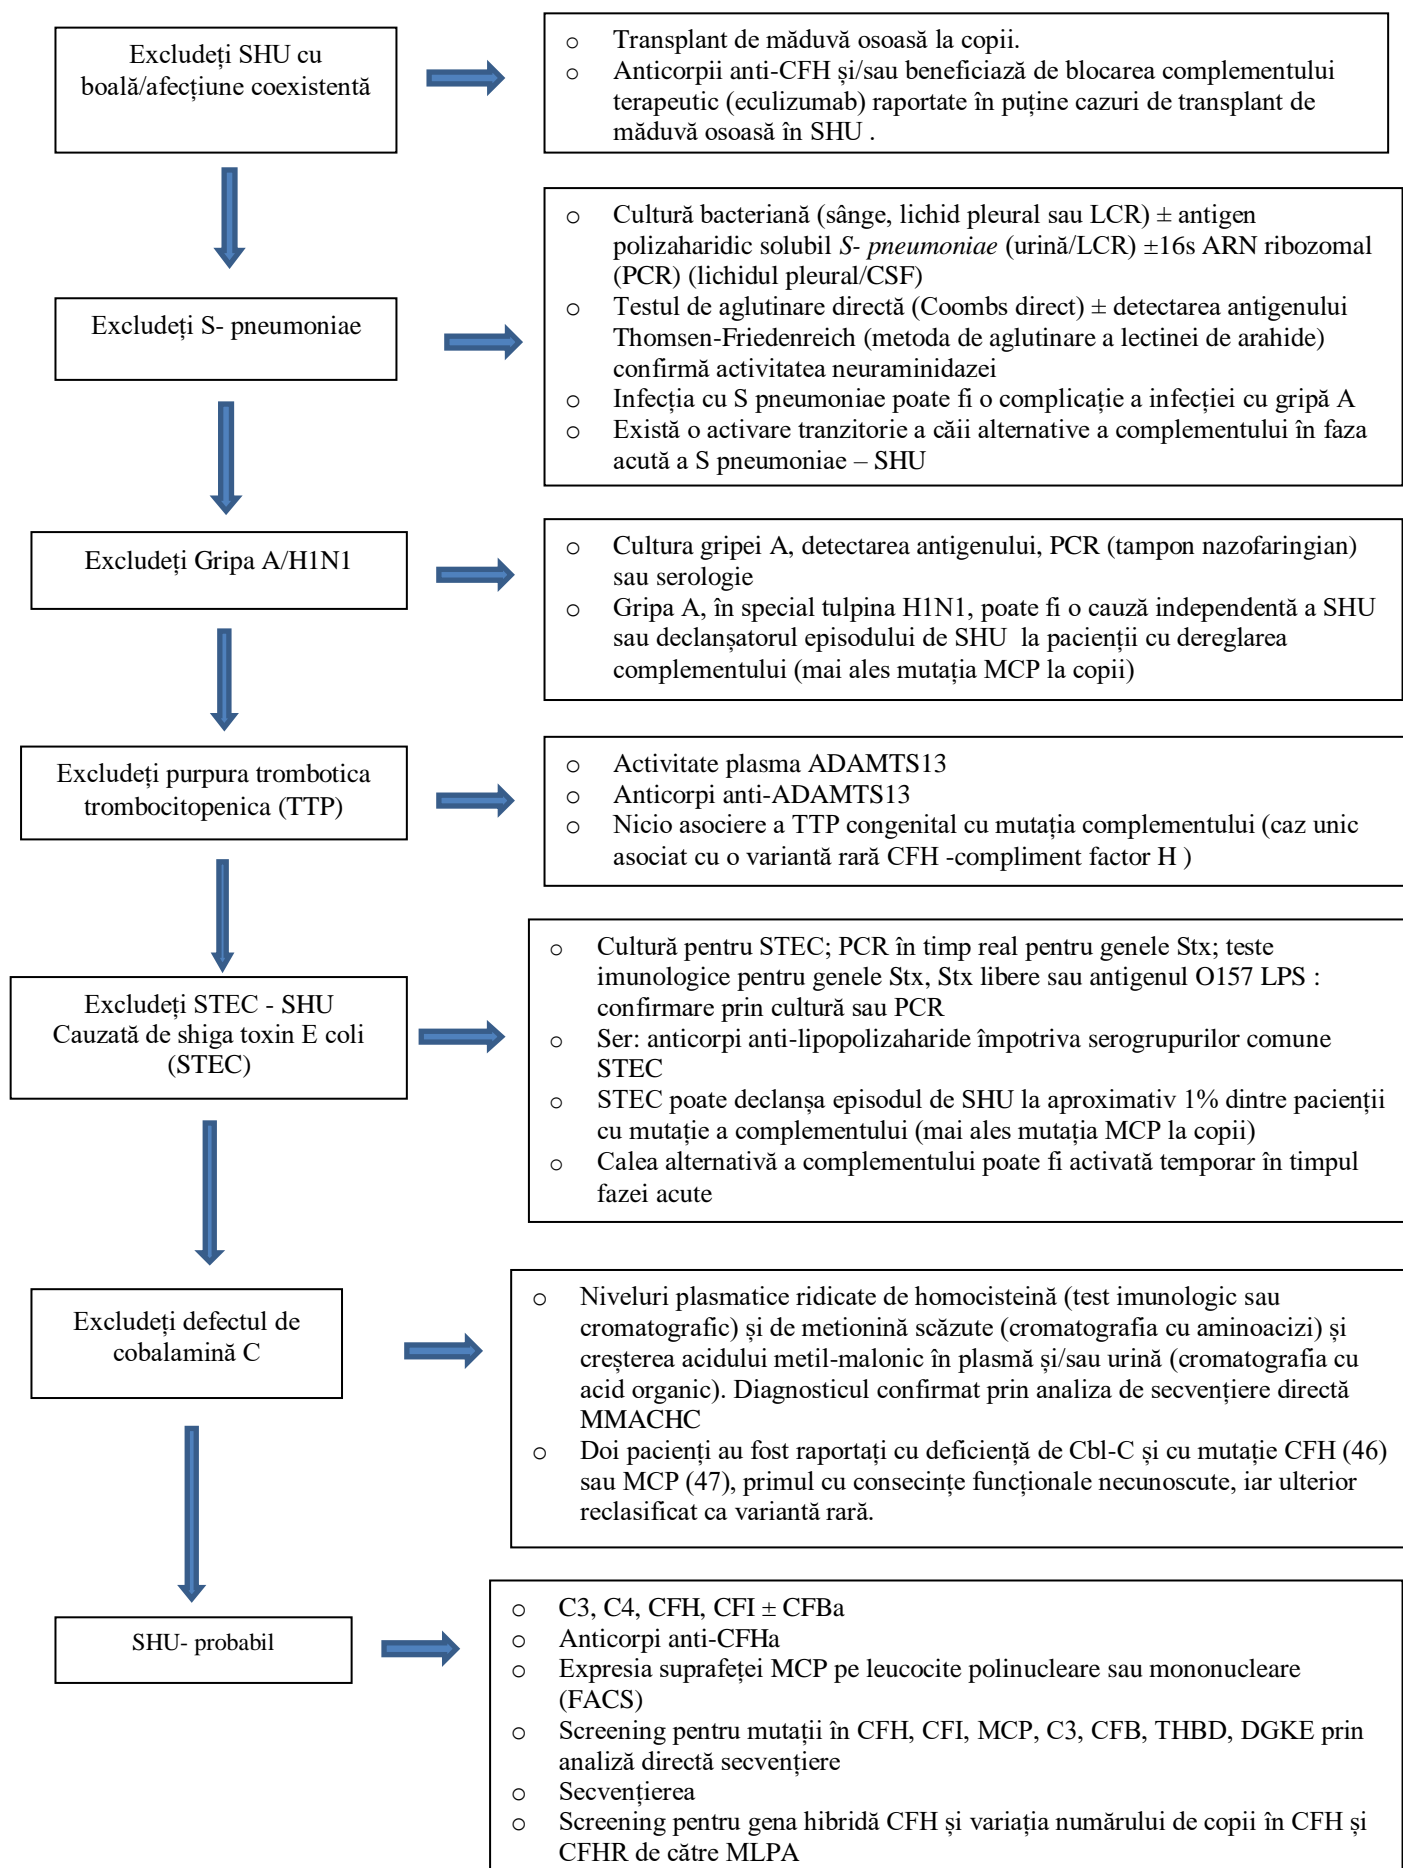 Excludeți SHU cu
boală/afecțiune coexistentă
o Transplant de măduvă osoasă la copii.
o Anticorpii anti-CFH și/sau beneficiază de blocarea complementului
terapeutic (eculizumab) raportate în puține cazuri de transplant de
măduvă osoasă în SHU .
Excludeți S- pneumoniae
o Cultură bacteriană (sânge, lichid pleural sau LCR) ± antigen
polizaharidic solubil S- pneumoniae (urină/LCR) ±16s ARN ribozomal
(PCR) (lichidul pleural/CSF)
o Testul de aglutinare directă (Coombs direct) ± detectarea antigenului
Thomsen-Friedenreich (metoda de aglutinare a lectinei de arahide)
confirmă activitatea neuraminidazei
o Infecția cu S pneumoniae poate fi o complicație a infecției cu gripă A
o Există o activare tranzitorie a căii alternative a complementului în faza
acută a S pneumoniae – SHU
Excludeți Gripa A/H1N1
o Cultura gripei A, detectarea antigenului, PCR (tampon nazofaringian)
sau serologie
o Gripa A, în special tulpina H1N1, poate fi o cauză independentă a SHU
sau declanșatorul episodului de SHU la pacienții cu dereglarea
complementului (mai ales mutația MCP la copii)
Excludeți purpura trombotica
trombocitopenica (TTP)
o Activitate plasma ADAMTS13
o Anticorpi anti-ADAMTS13
o Nicio asociere a TTP congenital cu mutația complementului (caz unic
asociat cu o variantă rară CFH -compliment factor H )
Excludeți STEC - SHU
Cauzată de shiga toxin E coli
(STEC)
o Cultură pentru STEC; PCR în timp real pentru genele Stx; teste
imunologice pentru genele Stx, Stx libere sau antigenul O157 LPS :
confirmare prin cultură sau PCR
o Ser: anticorpi anti-lipopolizaharide împotriva serogrupurilor comune
STEC
o STEC poate declanșa episodul de SHU la aproximativ 1% dintre pacienții
cu mutație a complementului (mai ales mutația MCP la copii)
o Calea alternativă a complementului poate fi activată temporar în timpul
fazei acute
Excludeți defectul de
cobalamină C
o Niveluri plasmatice ridicate de homocisteină (test imunologic sau
cromatografic) și de metionină scăzute (cromatografia cu aminoacizi) și
creșterea acidului metil-malonic în plasmă și/sau urină (cromatografia cu
acid organic). Diagnosticul confirmat prin analiza de secvențiere directă
MMACHC
o Doi pacienți au fost raportați cu deficiență de Cbl-C și cu mutație CFH (46)
sau MCP (47), primul cu consecințe funcționale necunoscute, iar ulterior
reclasificat ca variantă rară.
SHU- probabil
o C3, C4, CFH, CFI ± CFBa
o Anticorpi anti-CFHa
o Expresia suprafeței MCP pe leucocite polinucleare sau mononucleare
(FACS)
o Screening pentru mutații în CFH, CFI, MCP, C3, CFB, THBD, DGKE prin
analiză directă secvențiere
o Secvențierea
o Screening pentru gena hibridă CFH și variația numărului de copii în CFH și
CFHR de către MLPA